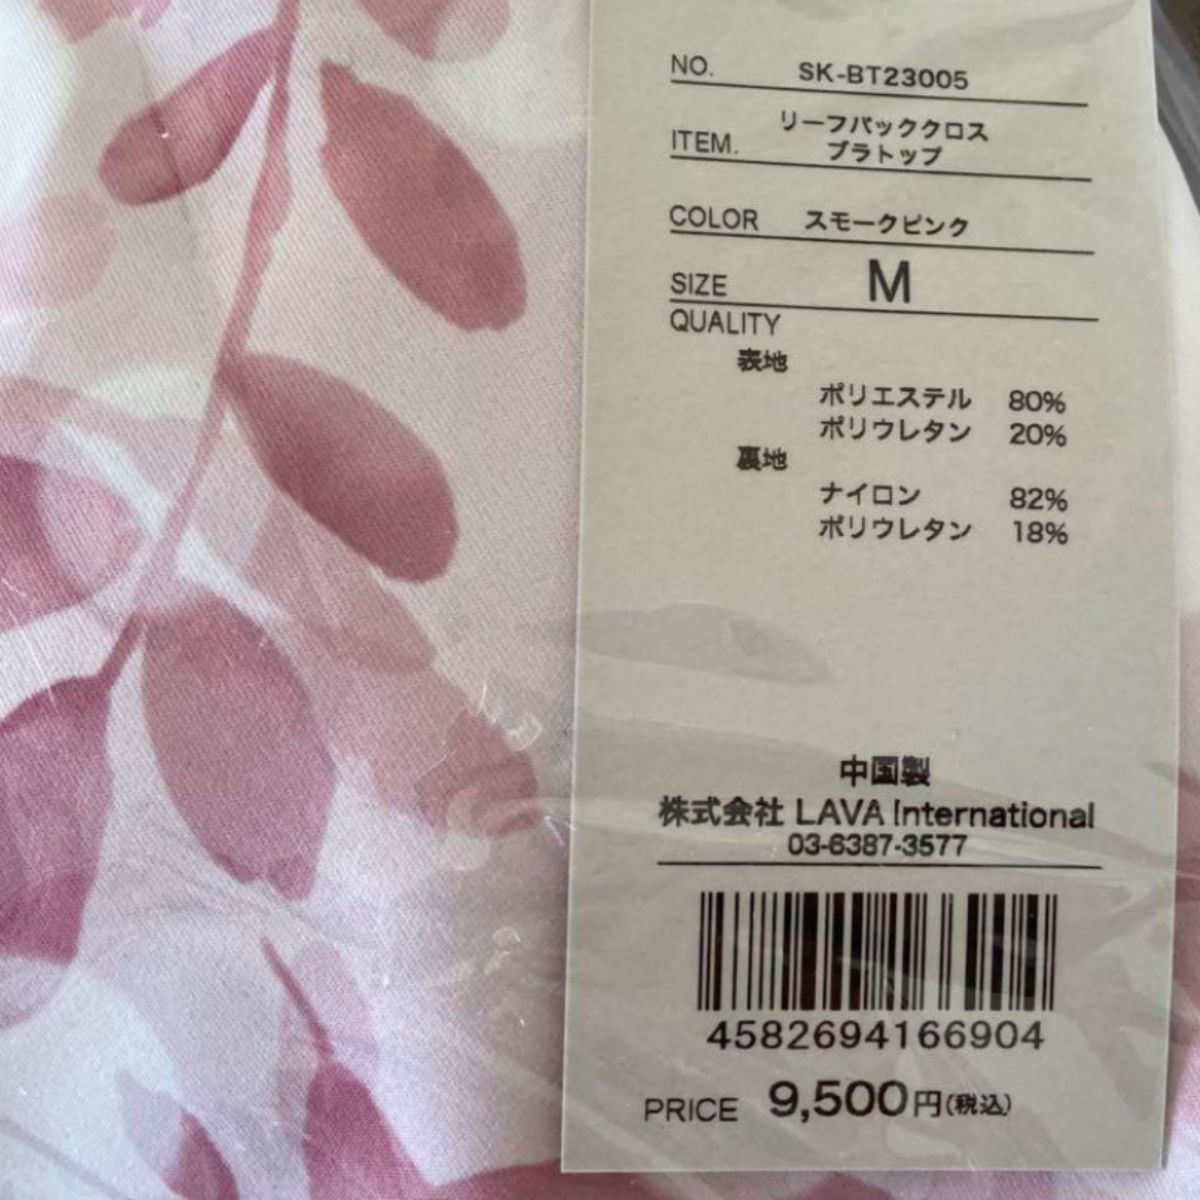 NO. SK-BT23005
ITEM. リーフバッククロス
ブラトップ
COLOR スモークピンク
SIZE M
QUALITY
表地
ポリエステル 80%
ポリウレタン 20%
裏地
ナイロン 82%
ポリウレタン 18%
中国製
株式会社 LAVA International
03-6387-3577
4582694166904
PRICE 9,500円(税込)